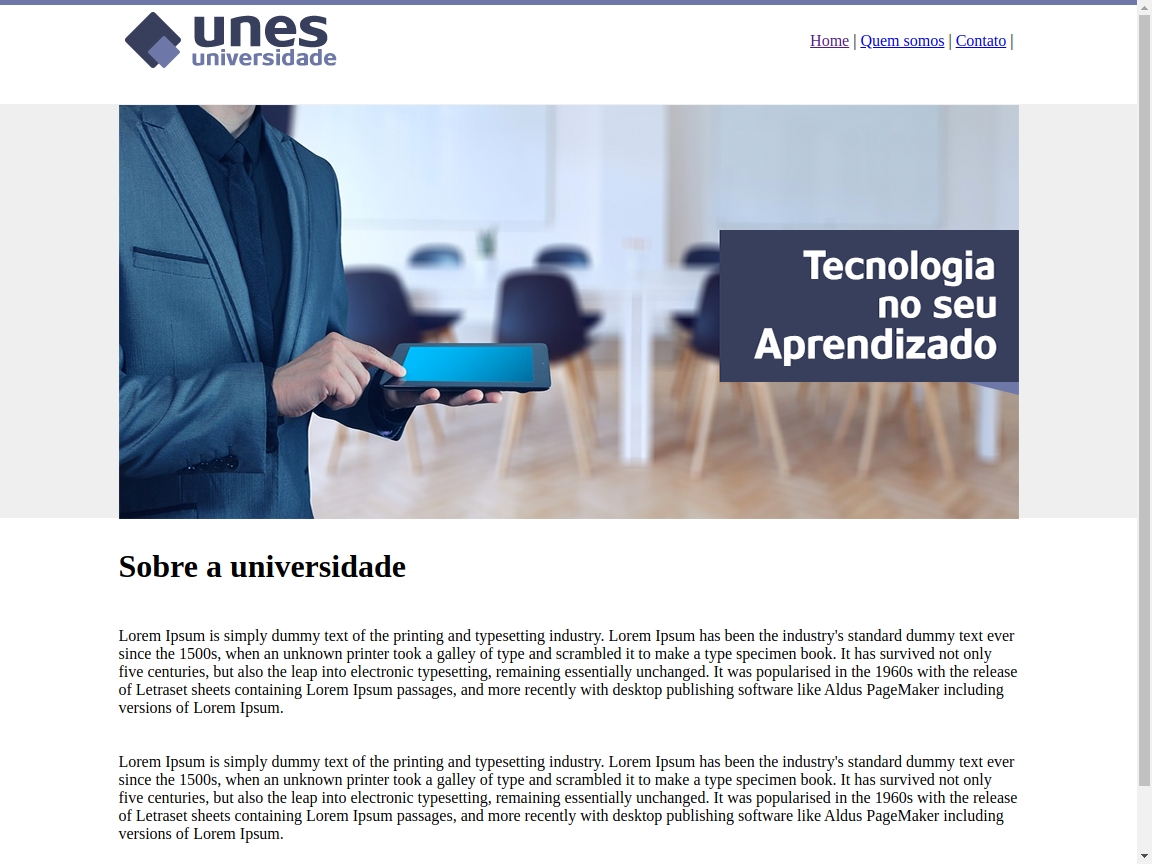 unes
universidade
Home | Quem somos | Contato |
Tecnologia
no seu
Aprendizado
Sobre a universidade
Lorem Ipsum is simply dummy text of the printing and typesetting industry. Lorem Ipsum has been the industry's standard dummy text ever
since the 1500s, when an unknown printer took a galley of type and scrambled it to make a type specimen book. It has survived not only
five centuries, but also the leap into electronic typesetting, remaining essentially unchanged. It was popularised in the 1960s with the release
of Letraset sheets containing Lorem Ipsum passages, and more recently with desktop publishing software like Aldus PageMaker including
versions of Lorem Ipsum.
Lorem Ipsum is simply dummy text of the printing and typesetting industry. Lorem Ipsum has been the industry's standard dummy text ever
since the 1500s, when an unknown printer took a galley of type and scrambled it to make a type specimen book. It has survived not only
five centuries, but also the leap into electronic typesetting, remaining essentially unchanged. It was popularised in the 1960s with the release
of Letraset sheets containing Lorem Ipsum passages, and more recently with desktop publishing software like Aldus PageMaker including
versions of Lorem Ipsum.